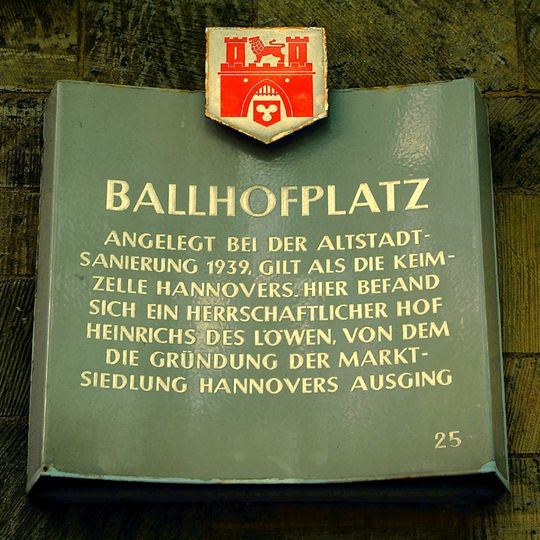 BALLHOFPLATZ
ANGELEGT BEI DER ALTSTADT-
SANIERUNG 1939, GILT ALS DIE KEIM-
ZELLE HANNOVERS. HIER BEFAND
SICH EIN HERRSCHAFTLICHER HOF
HEINRICHS DES LÖWEN, VON DEM
DIE GRÜNDUNG DER MARKT-
SIEDLUNG HANNOVERS AUSGING
25